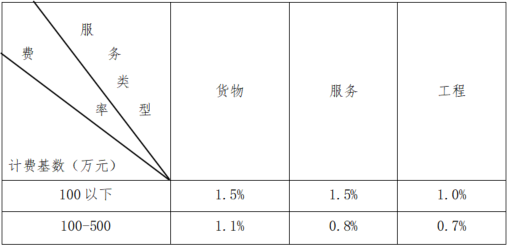 服务类型
费率
计费基数（万元）
货物 服务 工程
100以下 1.5% 1.5% 1.0%
100-500 1.1% 0.8% 0.7%